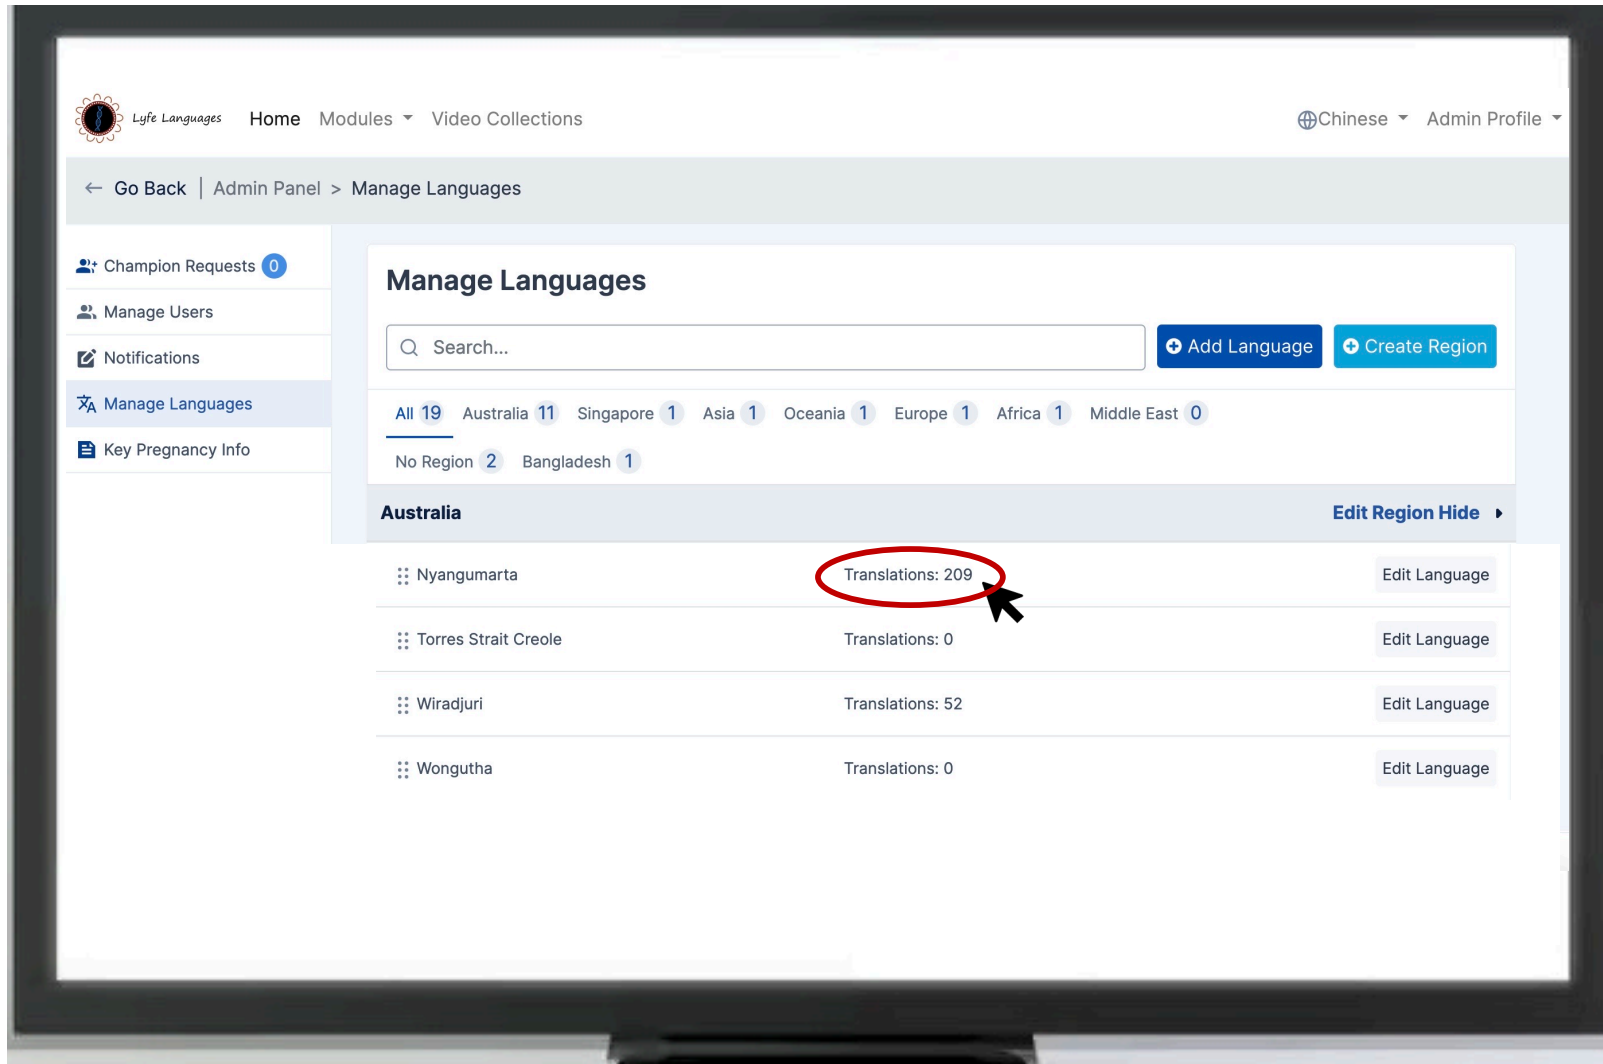 Lyfe Languages Home Modules Video Collections Chinese Admin Profile
← Go Back | Admin Panel > Manage Languages
Champion Requests 0
Manage Users
Notifications
Manage Languages
Key Pregnancy Info
Manage Languages
Search... Add Language Create Region
All 19 Australia 11 Singapore 1 Asia 1 Oceania 1 Europe 1 Africa 1 Middle East 0
No Region 2 Bangladesh 1
Australia Edit Region Hide
Nyangumarta Translations: 209 Edit Language
Torres Strait Creole Translations: 0 Edit Language
Wiradjuri Translations: 52 Edit Language
Wongutha Translations: 0 Edit Language